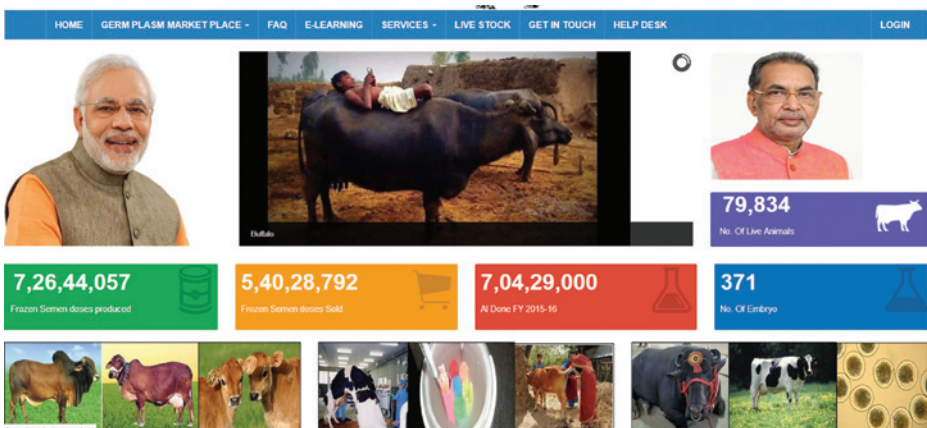 HOME GERM PLASM MARKET PLACE FAQ E-LEARNING SERVICES LIVE STOCK GET IN TOUCH HELP DESK LOGIN
Buffalo
79,834
No. Of Live Animals
7,26,44,057
Frozen Semen doses produced
5,40,28,792
Frozen Semen doses Sold
7,04,29,000
AI Done FY 2015-16
371
No. Of Embryo